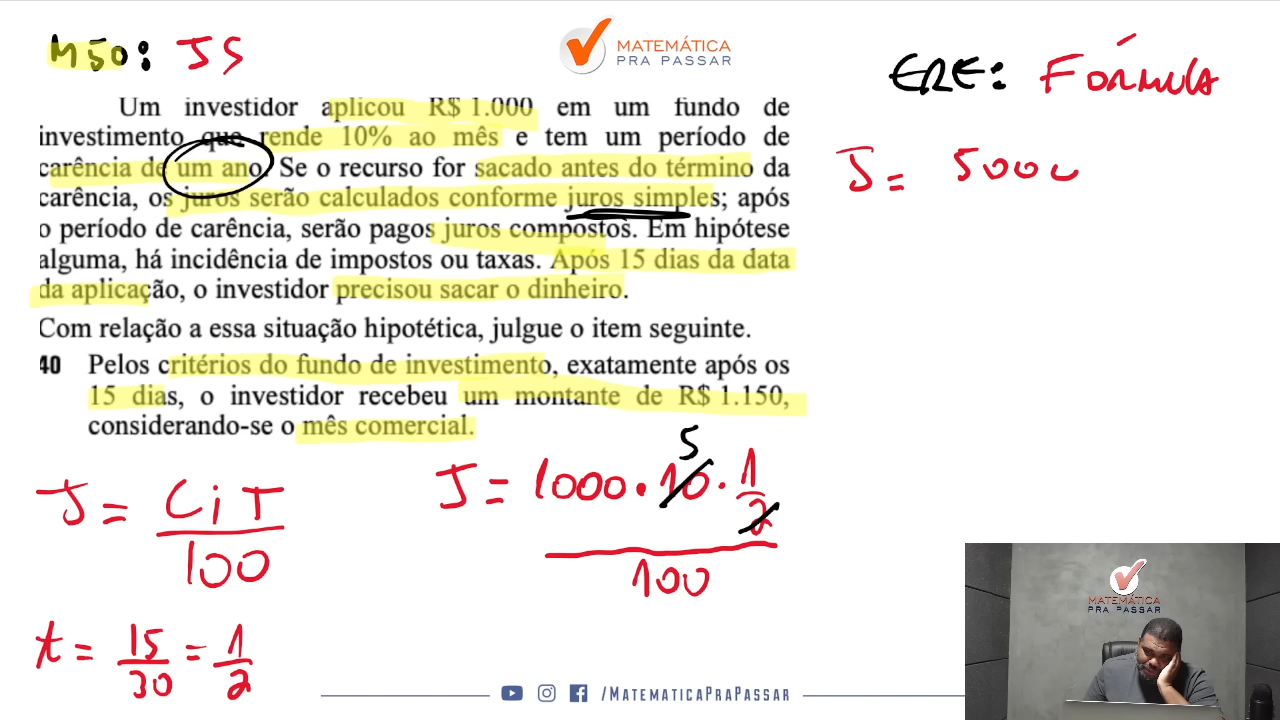 M50: JS
MATEMÁTICA
PRA PASSAR
ERE: FÓRMULA
Um investidor aplicou R$ 1.000 em um fundo de
investimento que rende 10% ao mês e tem um período de
carência de um ano. Se o recurso for sacado antes do término da
carência, os juros serão calculados conforme juros simples; após
o período de carência, serão pagos juros compostos. Em hipótese
alguma, há incidência de impostos ou taxas. Após 15 dias da data
da aplicação, o investidor precisou sacar o dinheiro.
Com relação a essa situação hipotética, julgue o item seguinte.
40 Pelos critérios do fundo de investimento, exatamente após os
15 dias, o investidor recebeu um montante de R$ 1.150,
considerando-se o mês comercial.
J = 5000
J = CiT
100
5
J = 1000 . 10 . 1
2
100
t = 15 = 1
30 2
/MATEMATICAPRAPASSAR
MATEMÁTICA
PRA PASSAR